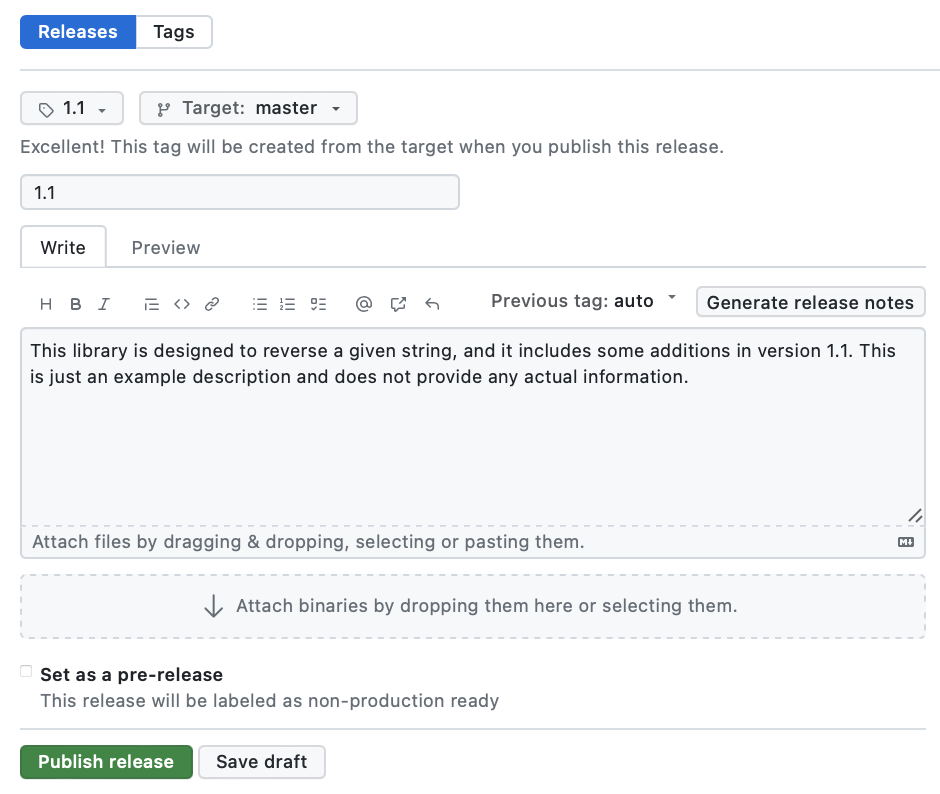 Releases Tags
1.1 Target: master
Excellent! This tag will be created from the target when you publish this release.
1.1
Write Preview
H B I @ Previous tag: auto Generate release notes
This library is designed to reverse a given string, and it includes some additions in version 1.1. This
is just an example description and does not provide any actual information.
Attach files by dragging & dropping, selecting or pasting them.
Attach binaries by dropping them here or selecting them.
Set as a pre-release
This release will be labeled as non-production ready
Publish release Save draft